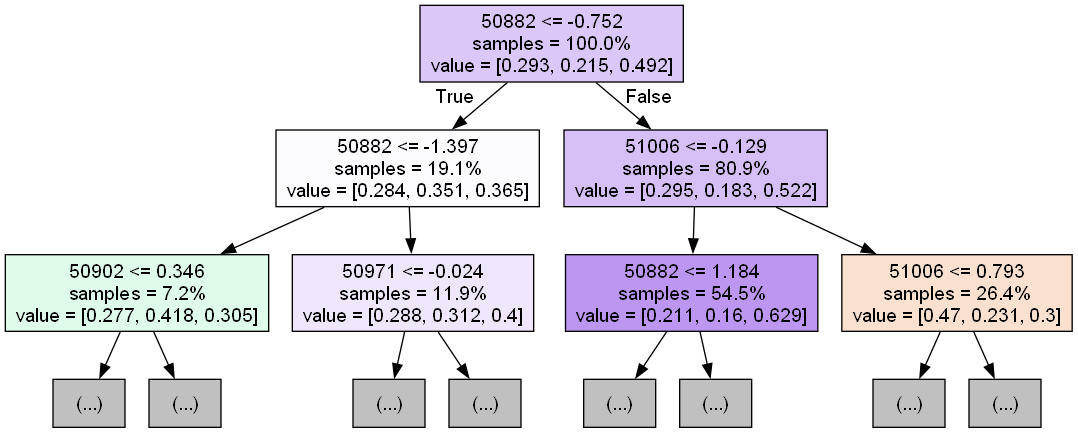 50882 <= -0.752
samples = 100.0%
value = [0.293, 0.215, 0.492]
True
False
50882 <= -1.397
samples = 19.1%
value = [0.284, 0.351, 0.365]
51006 <= -0.129
samples = 80.9%
value = [0.295, 0.183, 0.522]
50902 <= 0.346
samples = 7.2%
value = [0.277, 0.418, 0.305]
50971 <= -0.024
samples = 11.9%
value = [0.288, 0.312, 0.4]
50882 <= 1.184
samples = 54.5%
value = [0.211, 0.16, 0.629]
51006 <= 0.793
samples = 26.4%
value = [0.47, 0.231, 0.3]
(...)
(...)
(...)
(...)
(...)
(...)
(...)
(...)